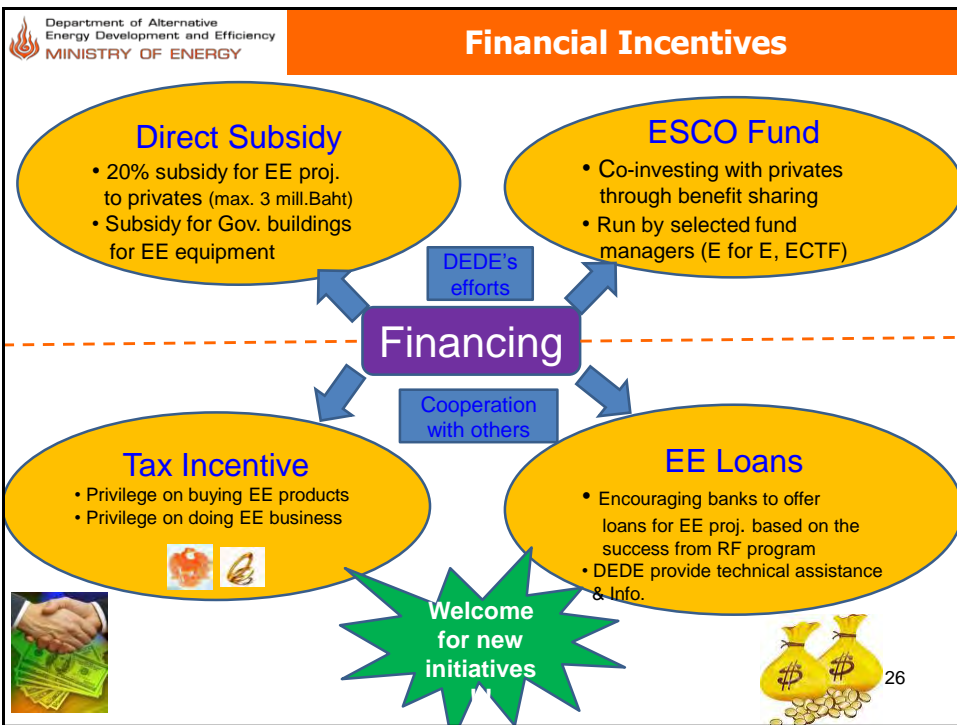 Department of Alternative
Energy Development and Efficiency
MINISTRY OF ENERGY
Financial Incentives
Direct Subsidy
• 20% subsidy for EE proj.
to privates (max. 3 mill.Baht)
• Subsidy for Gov. buildings
for EE equipment
ESCO Fund
• Co-investing with privates
through benefit sharing
• Run by selected fund
managers (E for E, ECTF)
DEDE's
efforts
Financing
Cooperation
with others
Tax Incentive
• Privilege on buying EE products
• Privilege on doing EE business
EE Loans
• Encouraging banks to offer
loans for EE proj. based on the
success from RF program
• DEDE provide technical assistance
& Info.
Welcome
for new
initiatives
26